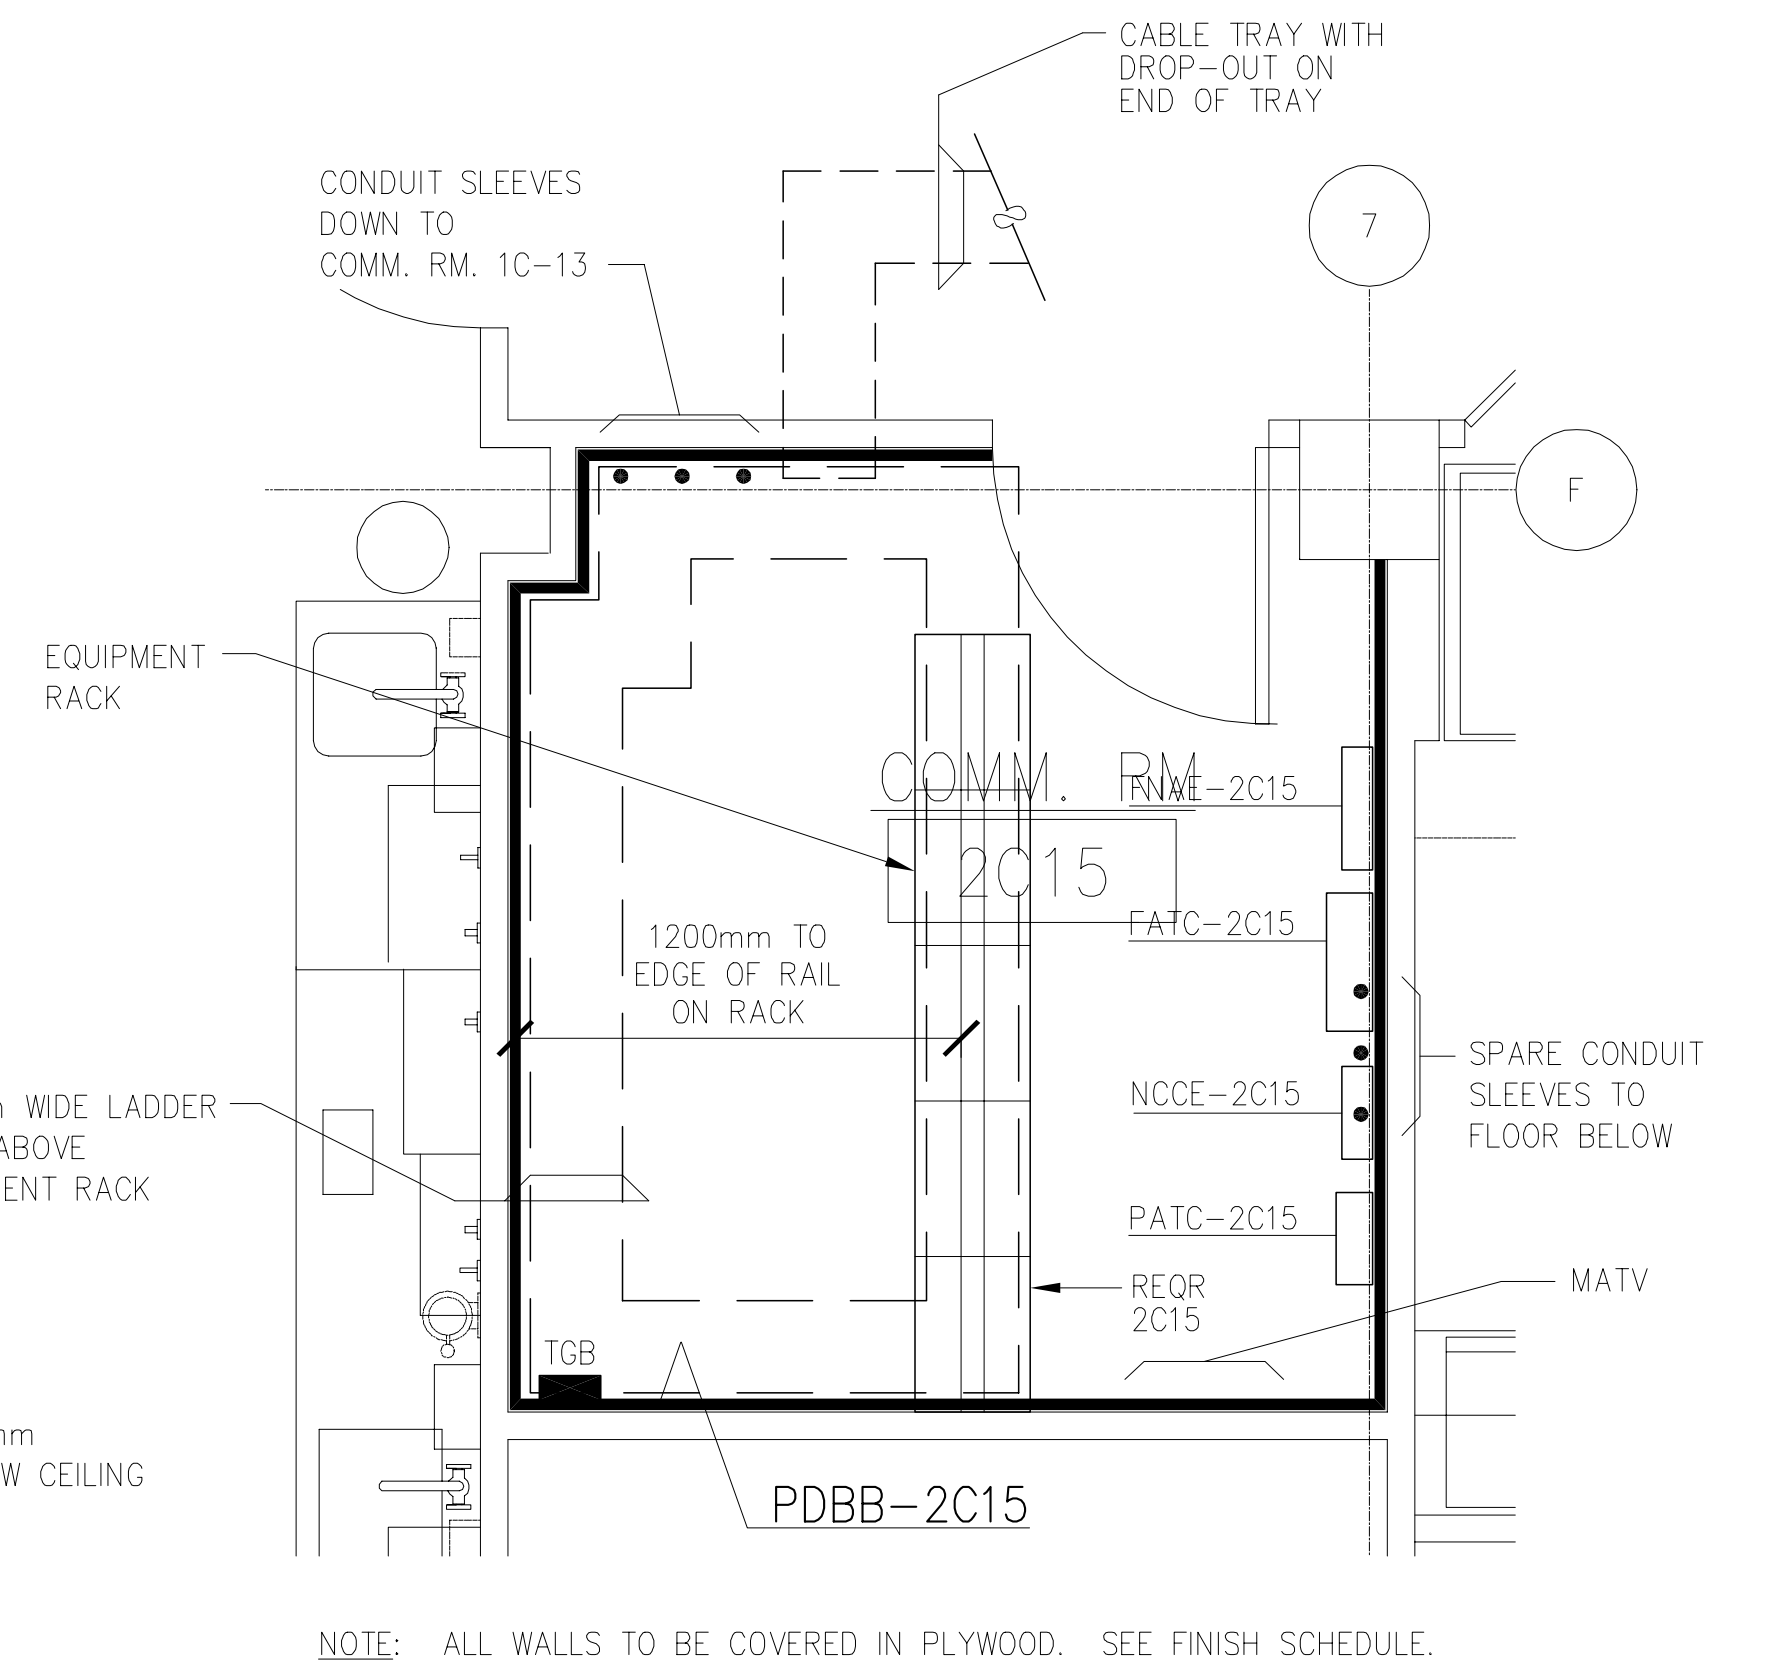 CABLE TRAY WITH
DROP-OUT ON
END OF TRAY
CONDUIT SLEEVES
DOWN TO
COMM. RM. 1C-13
7
F
EQUIPMENT
RACK
COMM. RM
2C15
FNAE-2C15
FATC-2C15
1200mm TO
EDGE OF RAIL
ON RACK
SPARE CONDUIT
SLEEVES TO
FLOOR BELOW
NCCE-2C15
WIDE LADDER
ABOVE
ENT RACK
PATC-2C15
REQR
2C15
MATV
TGB
mm
W CEILING
PDBB-2C15
NOTE: ALL WALLS TO BE COVERED IN PLYWOOD. SEE FINISH SCHEDULE.